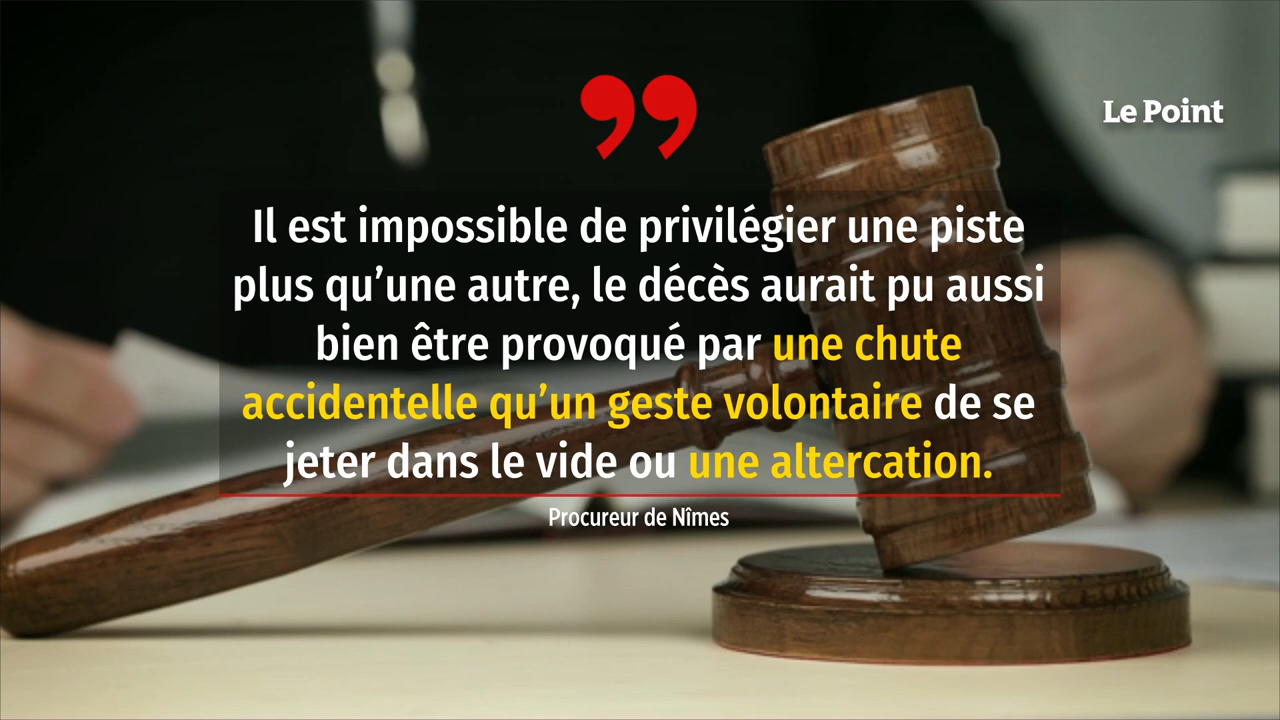 Le Point
”
Il est impossible de privilégier une piste
plus qu’une autre, le décès aurait pu aussi
bien être provoqué par une chute
accidentelle qu’un geste volontaire de se
jeter dans le vide ou une altercation.
Procureur de Nîmes